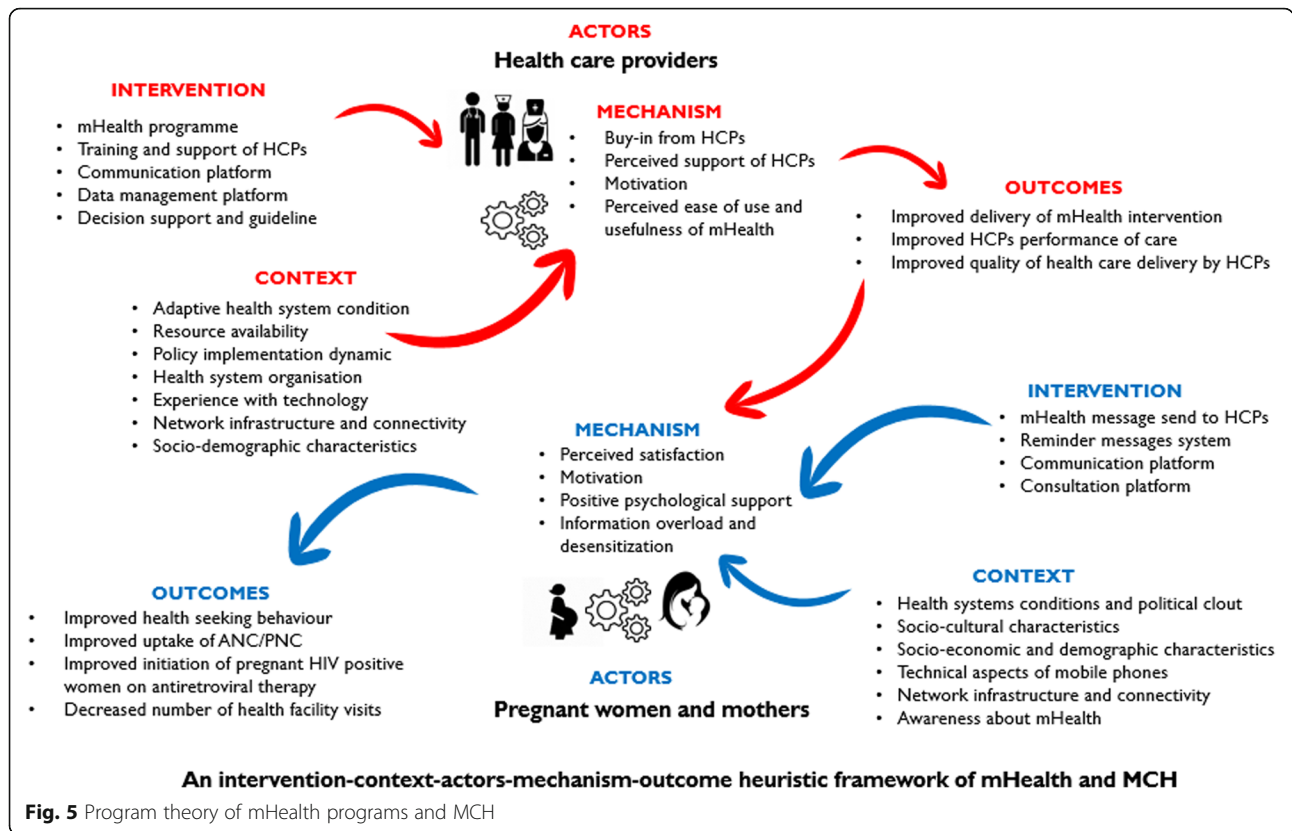 ACTORS
Health care providers
INTERVENTION
• mHealth programme
• Training and support of HCPs
• Communication platform
• Data management platform
• Decision support and guideline
MECHANISM
• Buy-in from HCPs
• Perceived support of HCPs
• Motivation
• Perceived ease of use and
usefulness of mHealth
OUTCOMES
• Improved delivery of mHealth intervention
• Improved HCPs performance of care
• Improved quality of health care delivery by HCPs
CONTEXT
• Adaptive health system condition
• Resource availability
• Policy implementation dynamic
• Health system organisation
• Experience with technology
• Network infrastructure and connectivity
• Socio-demographic characteristics
INTERVENTION
• mHealth message send to HCPs
• Reminder messages system
• Communication platform
• Consultation platform
MECHANISM
• Perceived satisfaction
• Motivation
• Positive psychological support
• Information overload and
desensitization
CONTEXT
• Health systems conditions and political clout
• Socio-cultural characteristics
• Socio-economic and demographic characteristics
• Technical aspects of mobile phones
• Network infrastructure and connectivity
• Awareness about mHealth
OUTCOMES
• Improved health seeking behaviour
• Improved uptake of ANC/PNC
• Improved initiation of pregnant HIV positive
women on antiretroviral therapy
• Decreased number of health facility visits
ACTORS
Pregnant women and mothers
An intervention-context-actors-mechanism-outcome heuristic framework of mHealth and MCH
Fig. 5 Program theory of mHealth programs and MCH